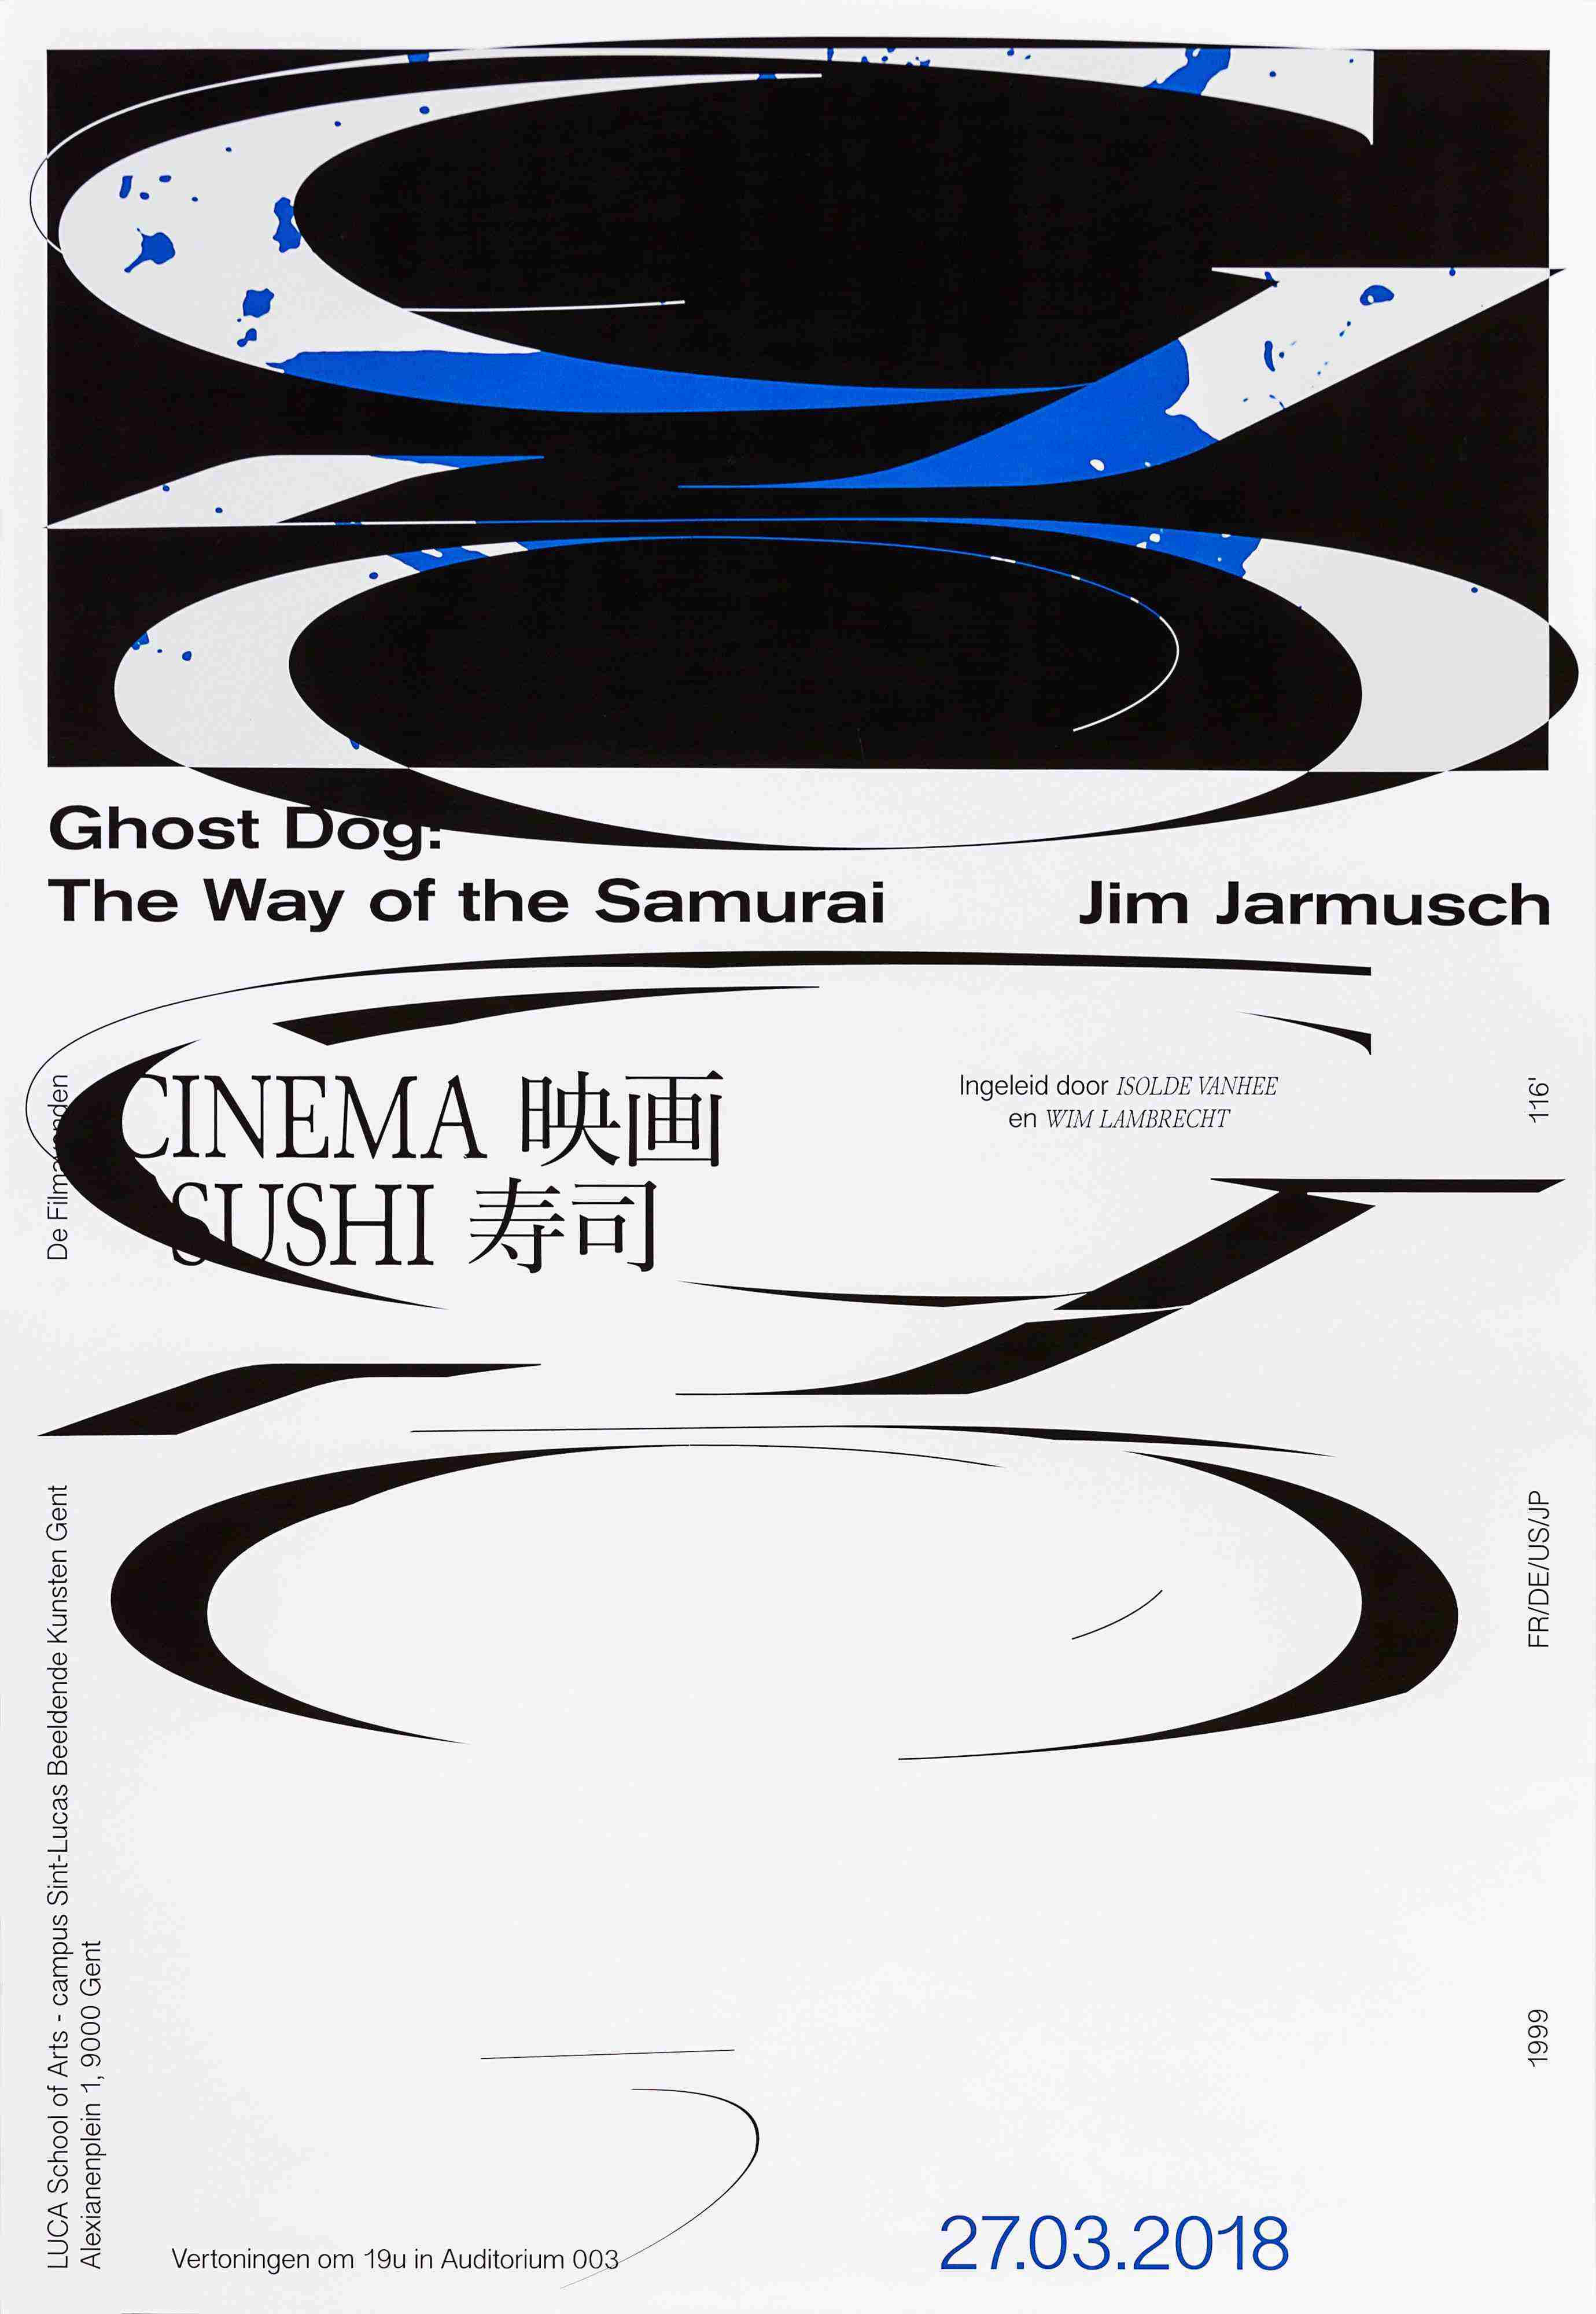 Ghost Dog:
The Way of the Samurai
Jim Jarmusch
De Filmavonden
CINEMA 映画
SUSHI 寿司
Ingeleid door ISOLDE VANHEE
en WIM LAMBRECHT
116'
FR/DE/US/JP
1999
LUCA School of Arts - campus Sint-Lucas Beeldende Kunsten Gent
Alexianenplein 1, 9000 Gent
Vertoningen om 19u in Auditorium 003
27.03.2018